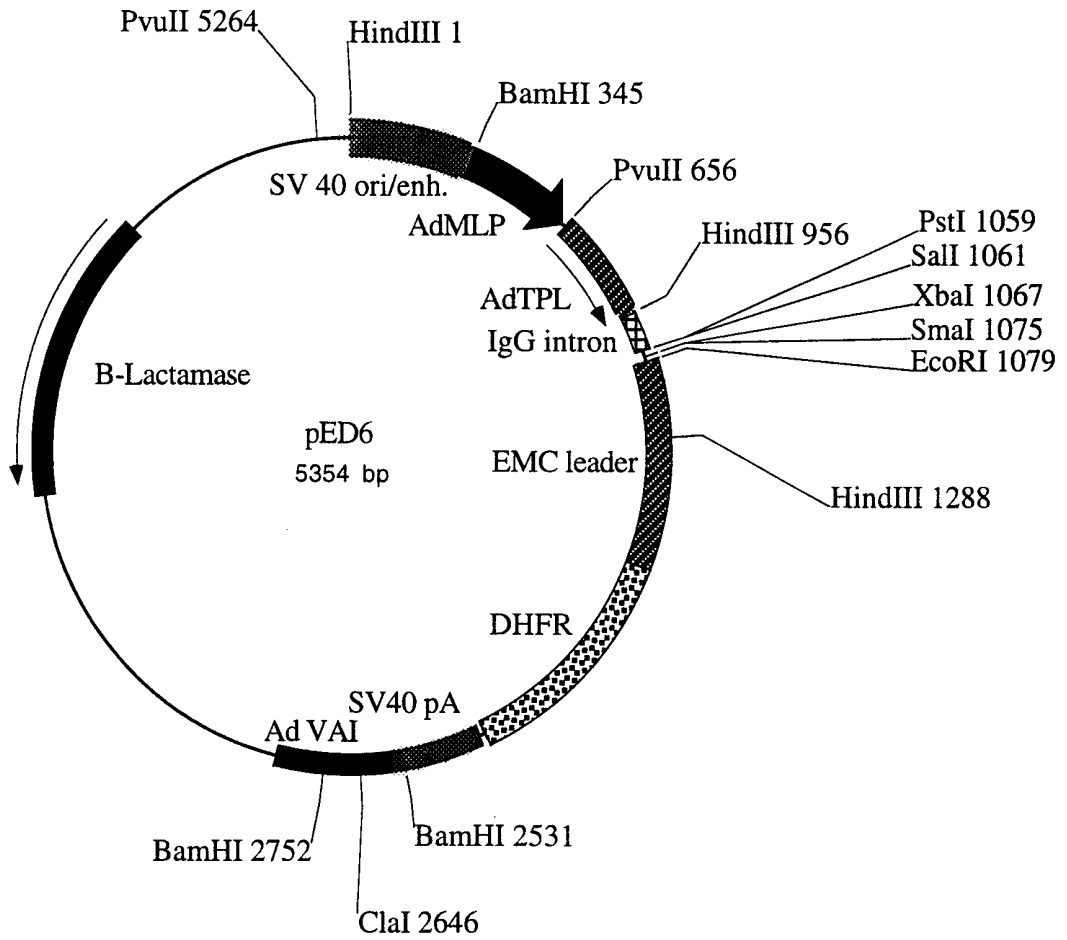 PvuII 5264
HindIII 1
BamHI 345
SV 40 ori/enh.
PvuII 656
AdMLP
HindIII 956
PstI 1059
SalI 1061
AdTPL
XbaI 1067
IgG intron
SmaI 1075
EcoRI 1079
B-Lactamase
pED6
5354 bp
EMC leader
HindIII 1288
DHFR
SV40 pA
Ad VAI
BamHI 2531
BamHI 2752
ClaI 2646